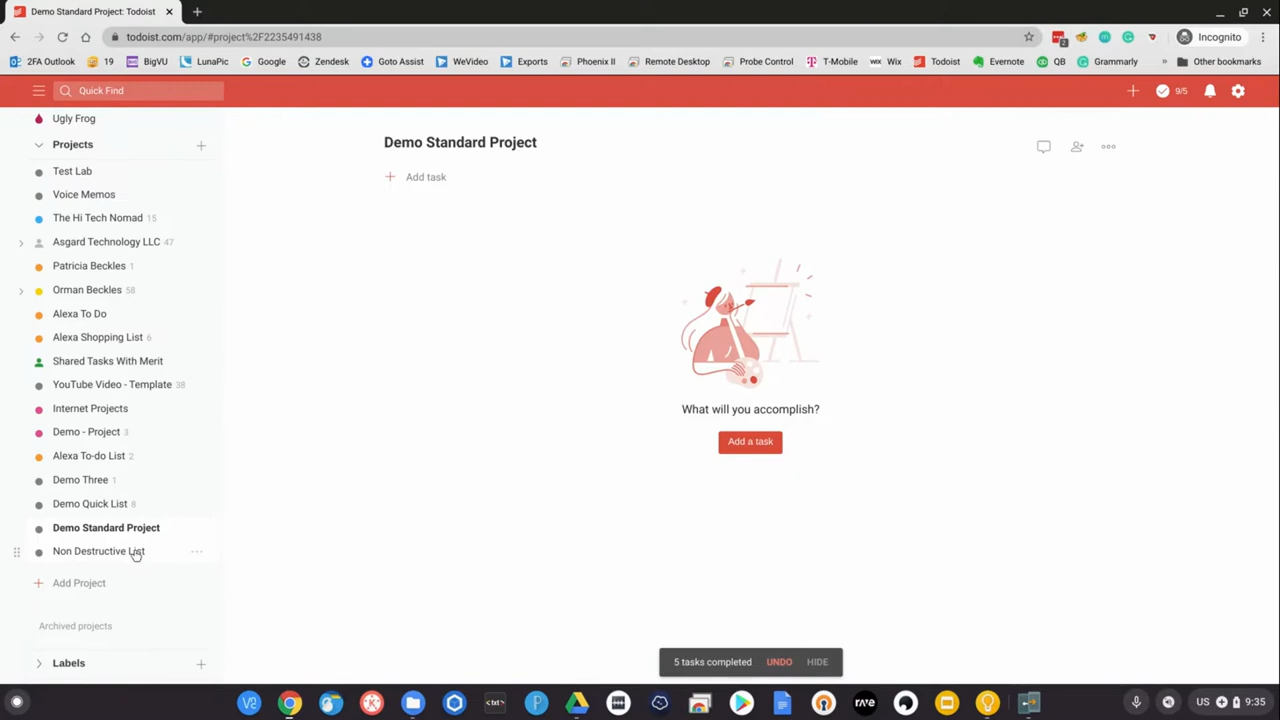 Demo Standard Project: Todoist
todoist.com/app/#project%2F2235491438
2
Incognito
2FA Outlook
19
BigVU
LunaPic
Google
Zendesk
Goto Assist
WeVideo
Exports
Phoenix II
Remote Desktop
Probe Control
T-Mobile
Wix
Todoist
Evernote
QB
Grammarly
»
Other bookmarks
Quick Find
9/5
Ugly Frog
Projects
Test Lab
Voice Memos
The Hi Tech Nomad 15
Asgard Technology LLC 47
Patricia Beckles 1
Orman Beckles 58
Alexa To Do
Alexa Shopping List 6
Shared Tasks With Merit
YouTube Video - Template 38
Internet Projects
Demo - Project 3
Alexa To-do List 2
Demo Three 1
Demo Quick List 8
Demo Standard Project
Non Destructive List
Add Project
Archived projects
Labels
Demo Standard Project
Add task
What will you accomplish?
Add a task
5 tasks completed UNDO HIDE
<txt>
rave
US
9:35